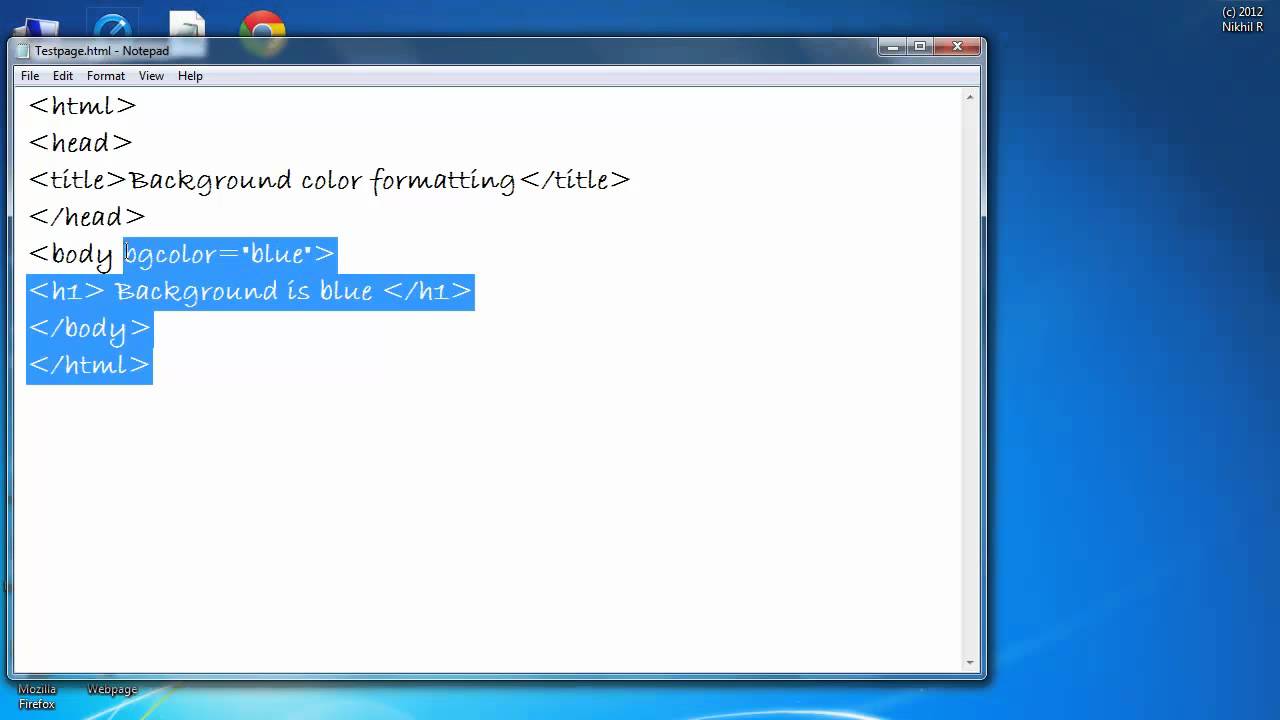 (c) 2012
Nikhil R
Testpage.html - Notepad
File Edit Format View Help
<html>
<head>
<title>Background color formatting</title>
</head>
<body bgcolor="blue">
<h1> Background is blue </h1>
</body>
</html>
Mozilla Firefox
Webpage